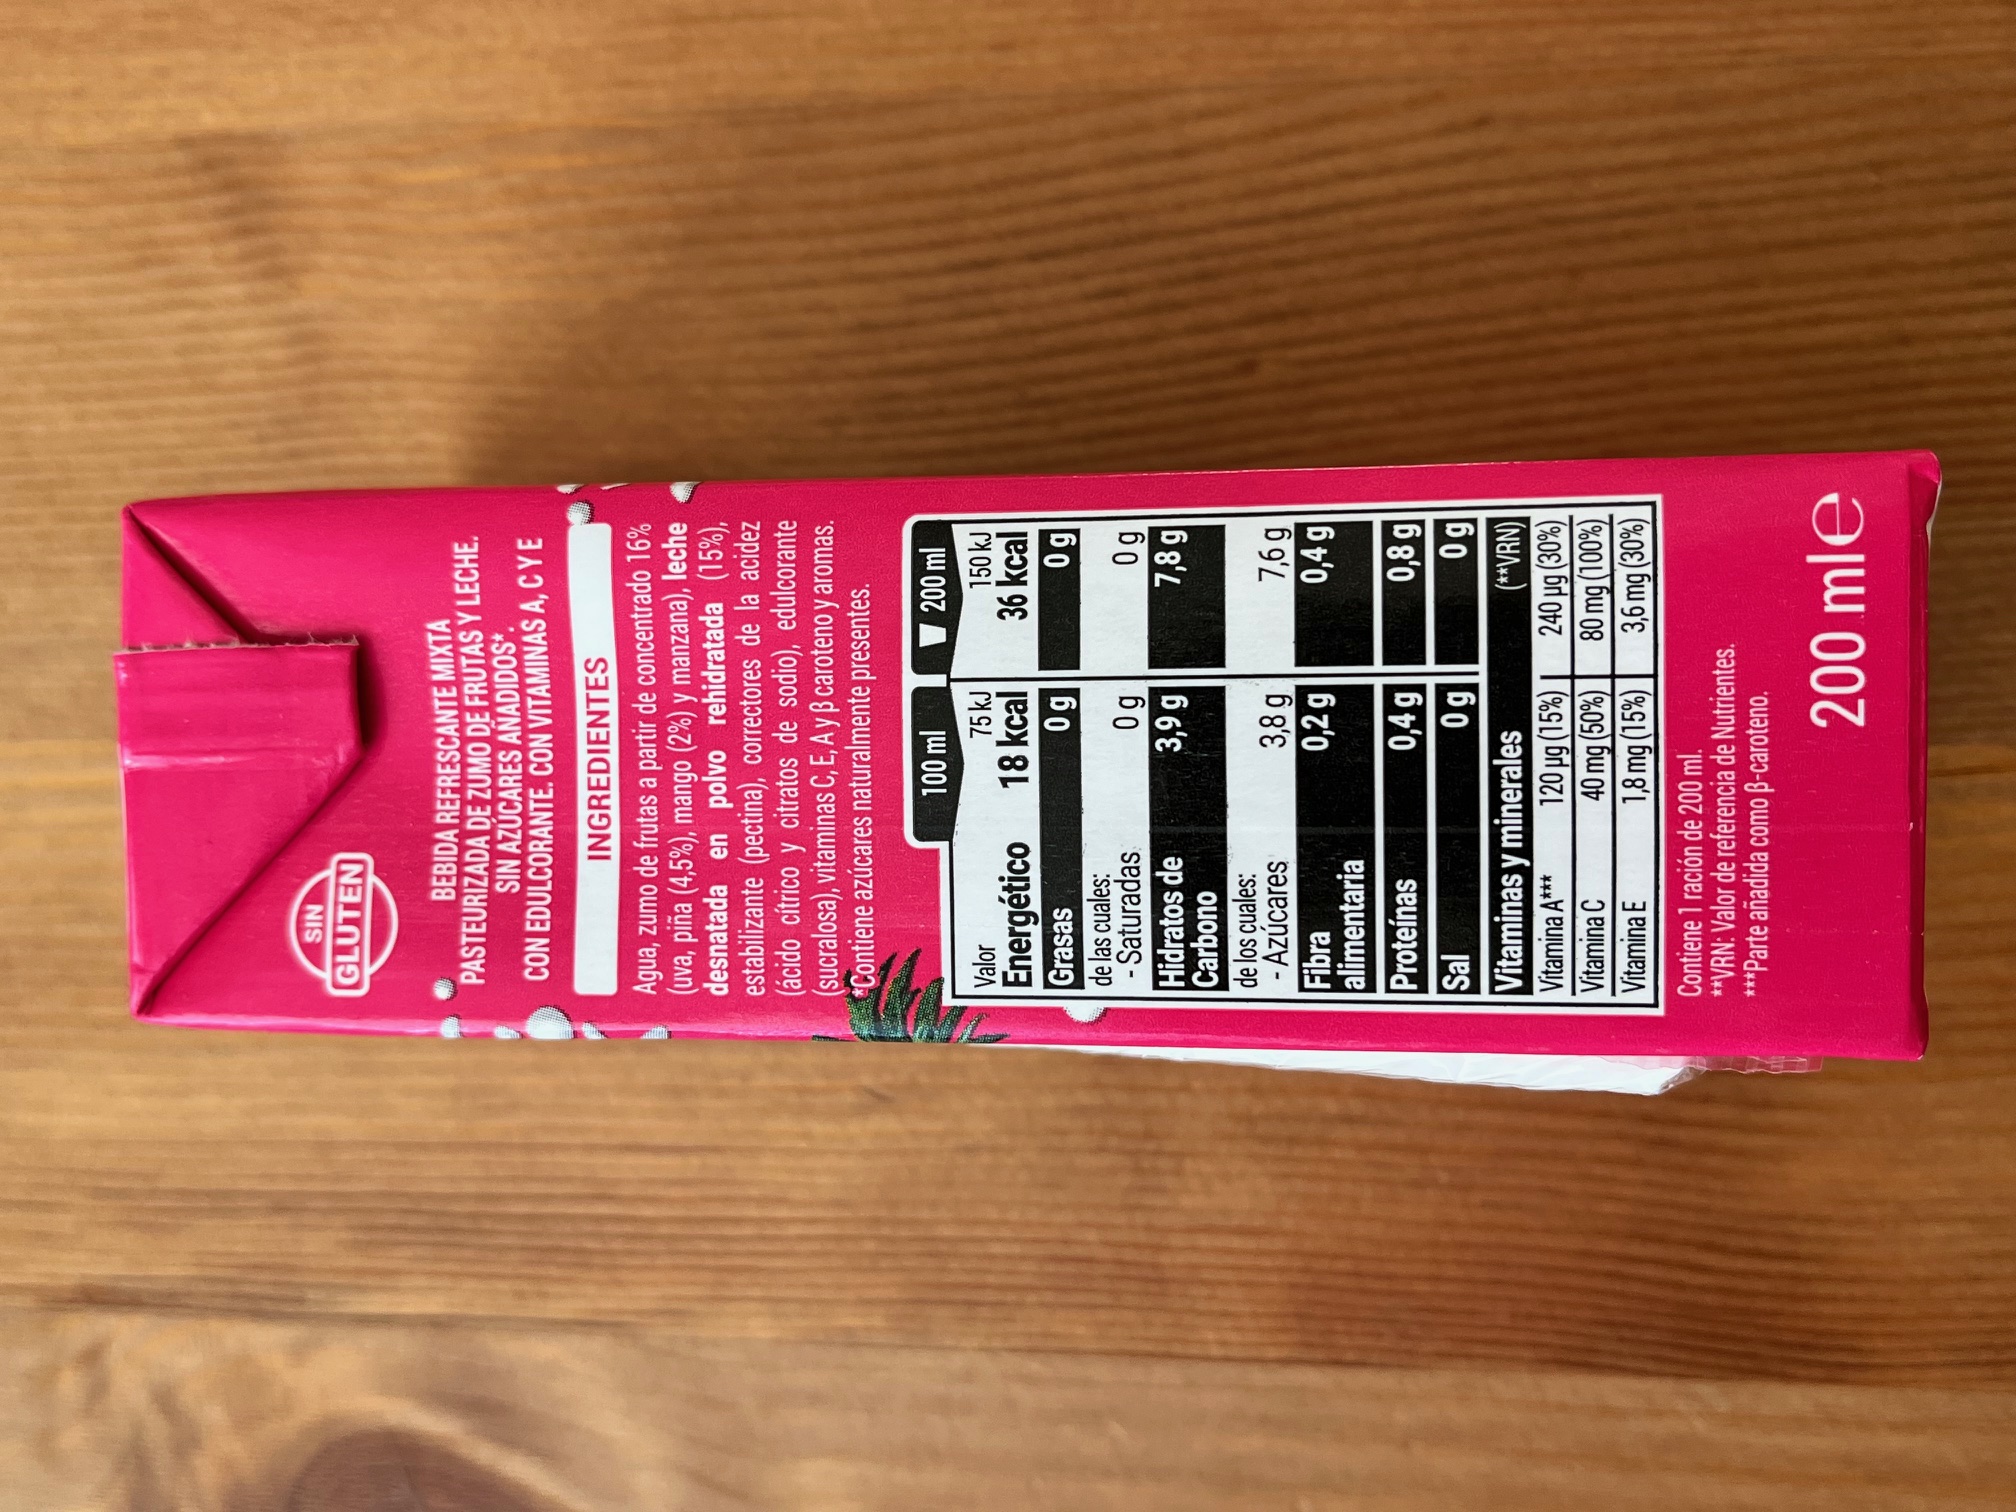 SIN
GLUTEN
BEBIDA REFRESCANTE MIXTA
PASTEURIZADA DE ZUMO DE FRUTAS Y LECHE.
SIN AZÚCARES AÑADIDOS*.
CON EDULCORANTE. CON VITAMINAS A, C Y E
INGREDIENTES
Agua, zumo de frutas a partir de concentrado 16%
(uva, piña (4,5%), mango (2%) y manzana), leche
desnatada en polvo rehidratada (15%),
estabilizante (pectina), correctores de la acidez
(ácido cítrico y citratos de sodio), edulcorante
(sucralosa), vitaminas C, E, A y β caroteno y aromas.
*Contiene azúcares naturalmente presentes.
100 ml 200 ml
Valor 75 kJ 150 kJ
Energético 18 kcal 36 kcal
Grasas 0 g 0 g
de las cuales:
- Saturadas 0 g 0 g
Hidratos de 3,9 g 7,8 g
Carbono
de los cuales:
- Azúcares 3,8 g 7,6 g
Fibra 0,2 g 0,4 g
alimentaria
Proteínas 0,4 g 0,8 g
Sal 0 g 0 g
Vitaminas y minerales (**VRN)
Vitamina A*** 120 µg (15%) 240 µg (30%)
Vitamina C 40 mg (50%) 80 mg (100%)
Vitamina E 1,8 mg (15%) 3,6 mg (30%)
Contiene 1 ración de 200 ml.
**VRN: Valor de referencia de Nutrientes.
***Parte añadida como β-caroteno.
200 ml e